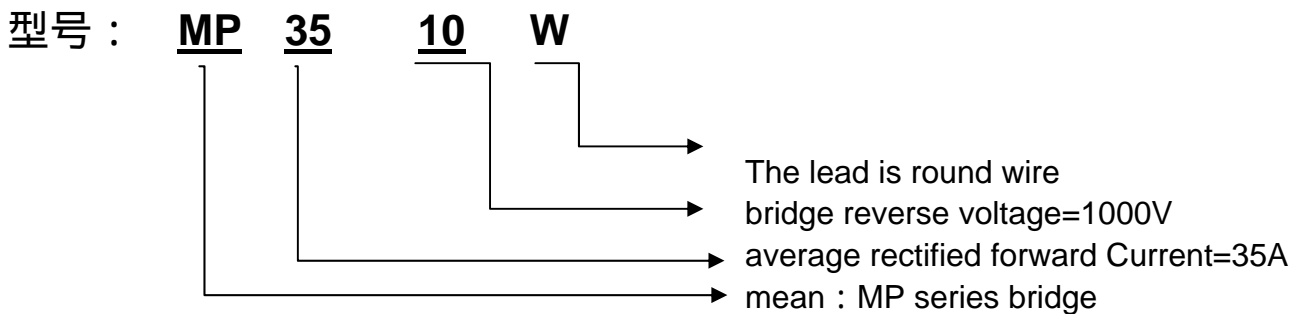 型号： MP 35 10 W
The lead is round wire
bridge reverse voltage=1000V
average rectified forward Current=35A
mean：MP series bridge